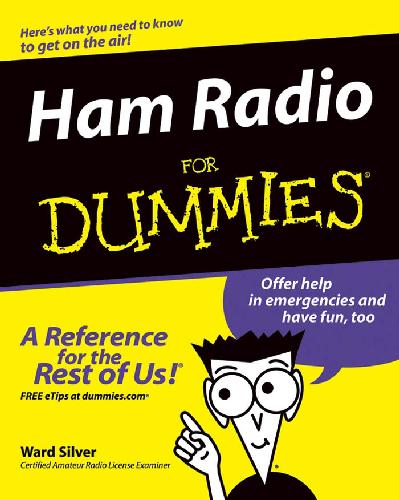 Here's what you need to know
to get on the air!
Ham Radio
FOR
DUMMIES®
Offer help
in emergencies and
have fun, too
A Reference
for the
Rest of Us!®
FREE eTips at dummies.com®
Ward Silver
Certified Amateur Radio License Examiner